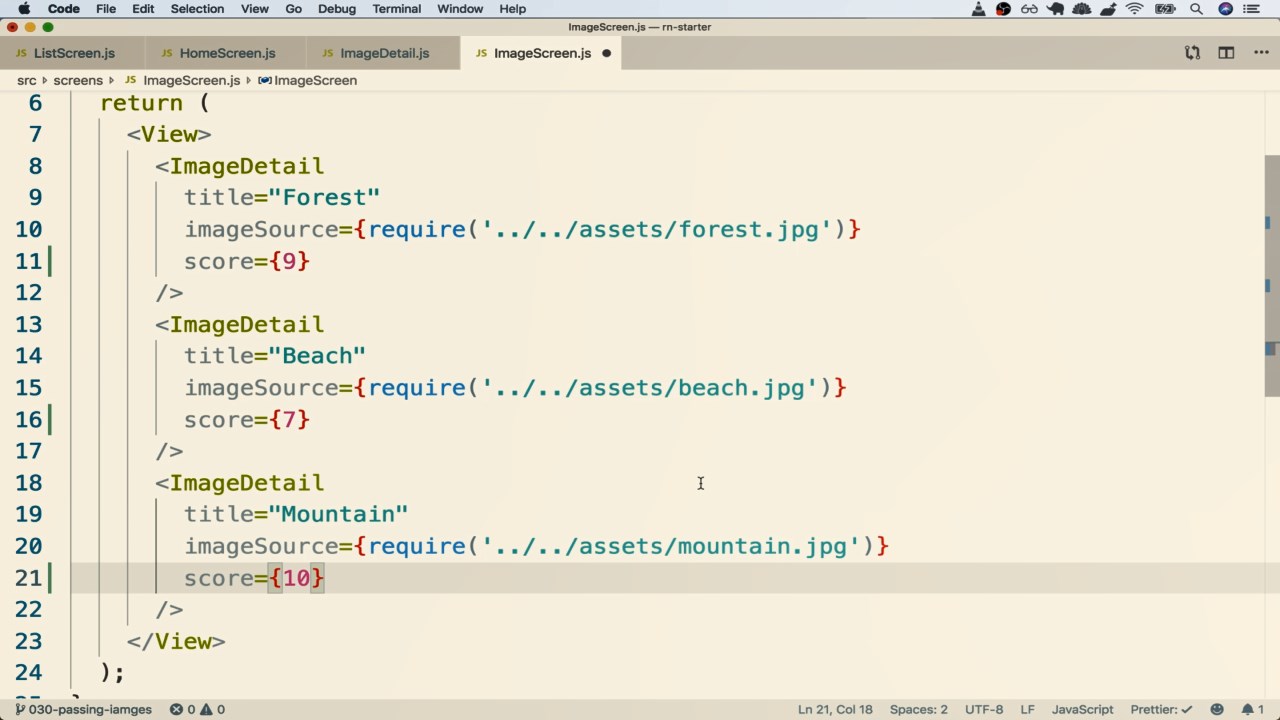 Code File Edit Selection View Go Debug Terminal Window Help
ImageScreen.js — rn-starter
JS ListScreen.js JS HomeScreen.js JS ImageDetail.js JS ImageScreen.js
src screens JS ImageScreen.js ImageScreen
6 return (
7 <View>
8 <ImageDetail
9 title="Forest"
10 imageSource={require('../../assets/forest.jpg')}
11 score={9}
12 />
13 <ImageDetail
14 title="Beach"
15 imageSource={require('../../assets/beach.jpg')}
16 score={7}
17 />
18 <ImageDetail
19 title="Mountain"
20 imageSource={require('../../assets/mountain.jpg')}
21 score={10}
22 />
23 </View>
24 );
030-passing-iamges 0 0 Ln 21, Col 18 Spaces: 2 UTF-8 LF JavaScript Prettier: 1